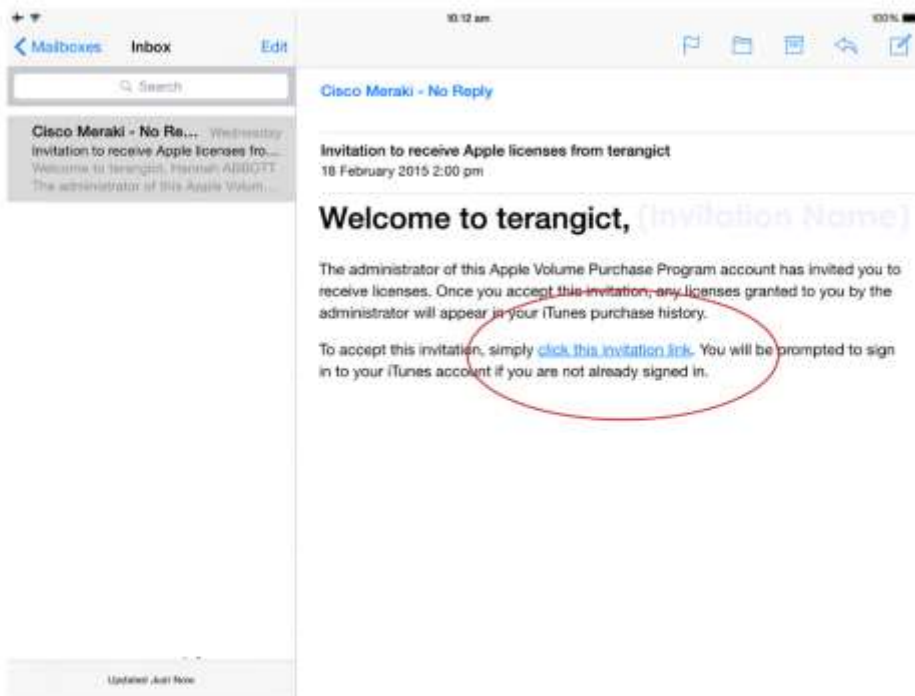 10:12 am
100%
Mailboxes
Inbox
Edit
Search
Cisco Meraki - No Re... Wednesday
Invitation to receive Apple licenses fro...
Welcome to terangict, Hannah ABBOTT
The administrator of this Apple Volum...
Updated Just Now
Cisco Meraki - No Reply
Invitation to receive Apple licenses from terangict
18 February 2015 2:00 pm
Welcome to terangict, (Invitation Name)
The administrator of this Apple Volume Purchase Program account has invited you to
receive licenses. Once you accept this invitation, any licenses granted to you by the
administrator will appear in your iTunes purchase history.
To accept this invitation, simply click this invitation link. You will be prompted to sign
in to your iTunes account if you are not already signed in.